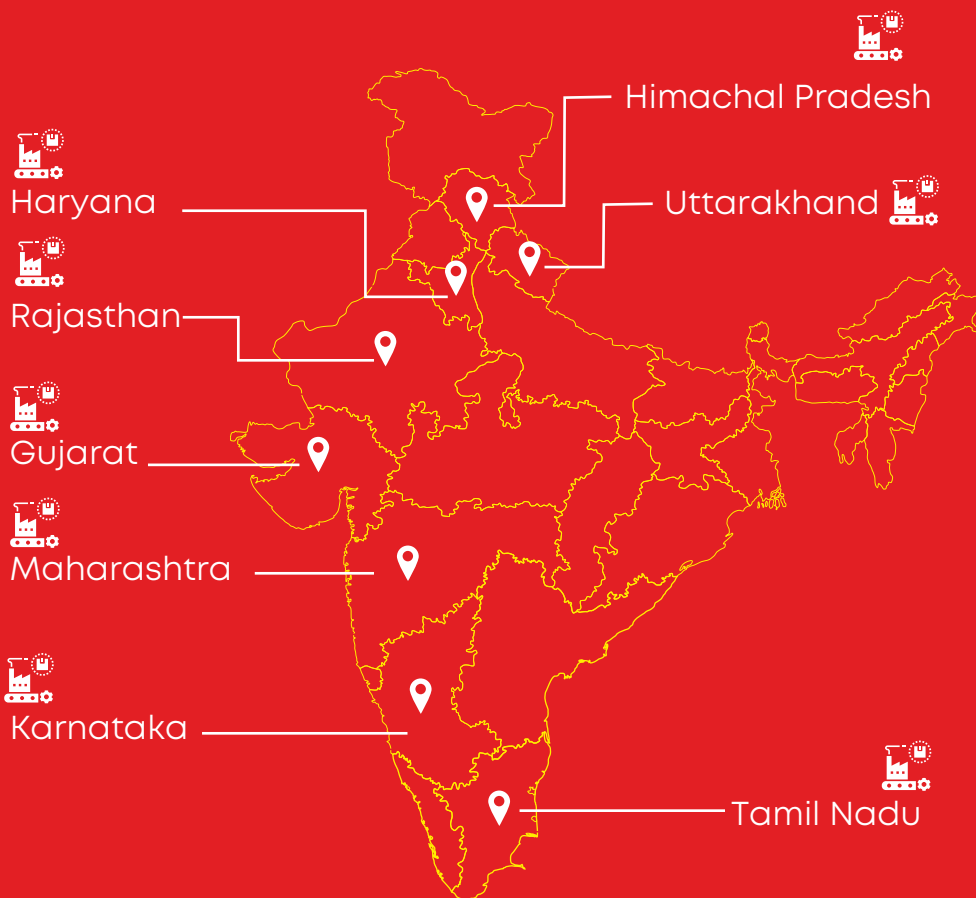 Himachal Pradesh
Haryana
Uttarakhand
Rajasthan
Gujarat
Maharashtra
Karnataka
Tamil Nadu